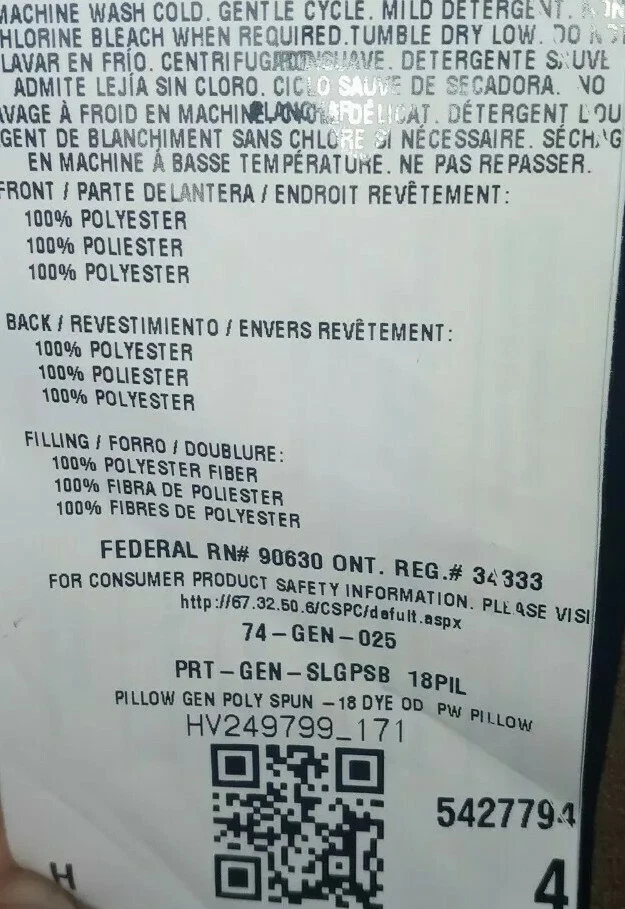 MACHINE WASH COLD. GENTLE CYCLE. MILD DETERGENT.
CHLORINE BLEACH WHEN REQUIRED.TUMBLE DRY LOW. DO NOT
LAVAR EN FRÍO. DETERGENTE SAUVE
ADMITE LEJÍA SIN CLORO. CICLO SAUVE DE SECADORA. NO
AVAGE À FROID EN MACHINE DÉLICAT. DÉTERGENT DOU
GENT DE BLANCHIMENT SANS CHLORE SI NÉCESSAIRE. SÉCHAG
EN MACHINE Á BASSE TEMPÉRATURE. NE PAS REPASSER.
FRONT / PARTE DELANTERA / ENDROIT REVÊTEMENT:
100% POLYESTER
100% POLIESTER
100% POLYESTER
BACK / REVESTIMIENTO / ENVERS REVÊTEMENT:
100% POLYESTER
100% POLIESTER
100% POLYESTER
FILLING / FORRO / DOUBLURE:
100% POLYESTER FIBER
100% FIBRA DE POLIESTER
100% FIBRES DE POLYESTER
FEDERAL RN# 90630 ONT. REG.# 34333
FOR CONSUMER PRODUCT SAFETY INFORMATION. PLEASE VISI
http://67.32.50.6/CSPC/defult.aspx
74-GEN-025
PRT-GEN-SLGPSB 18PIL
PILLOW GEN POLY SPUN -18 DYE OD PW PILLOW
HV249799_171
5427794
H 4